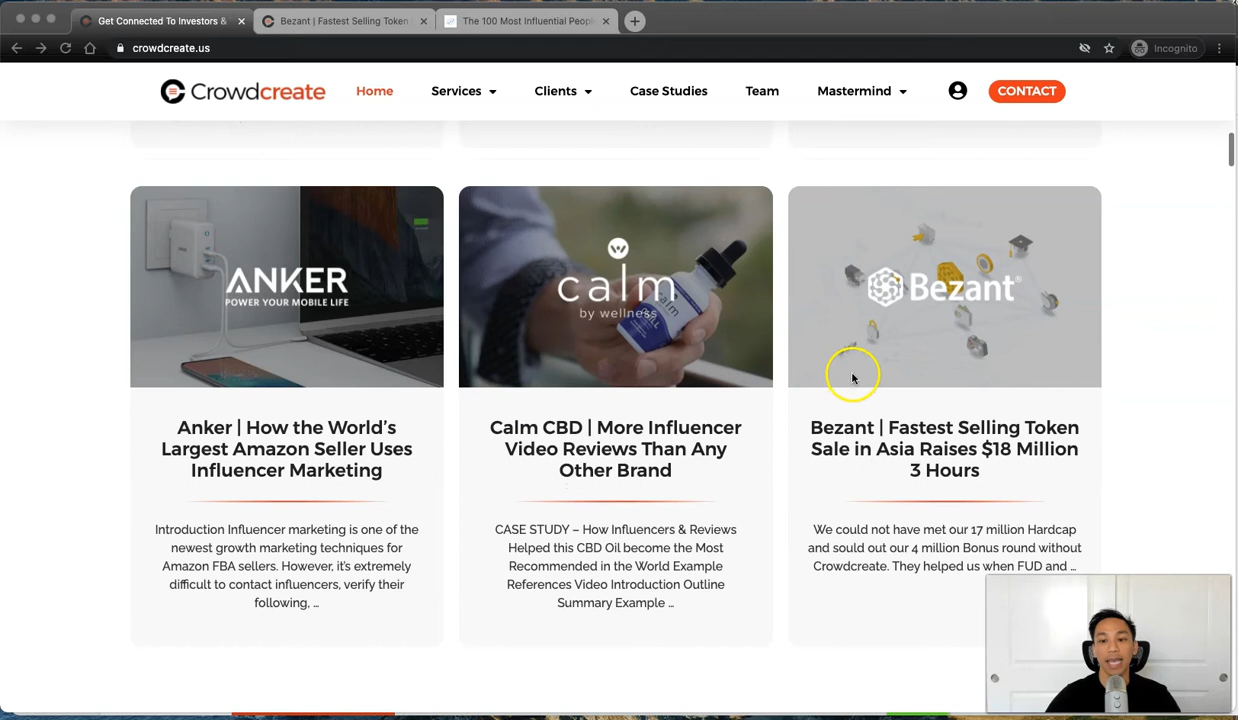 Get Connected To Investors &
Bezant | Fastest Selling Token
The 100 Most Influential Peopl
crowdcreate.us
Incognito
Crowdcreate
Home
Services
Clients
Case Studies
Team
Mastermind
CONTACT
ANKER
POWER YOUR MOBILE LIFE
calm
by wellness
Bezant
Anker | How the World's
Largest Amazon Seller Uses
Influencer Marketing
Calm CBD | More Influencer
Video Reviews Than Any
Other Brand
Bezant | Fastest Selling Token
Sale in Asia Raises $18 Million
3 Hours
Introduction Influencer marketing is one of the
newest growth marketing techniques for
Amazon FBA sellers. However, it's extremely
difficult to contact influencers, verify their
following, …
CASE STUDY – How Influencers & Reviews
Helped this CBD Oil become the Most
Recommended in the World Example
References Video Introduction Outline
Summary Example …
We could not have met our 17 million Hardcap
and sould out our 4 million Bonus round without
Crowdcreate. They helped us when FUD and …